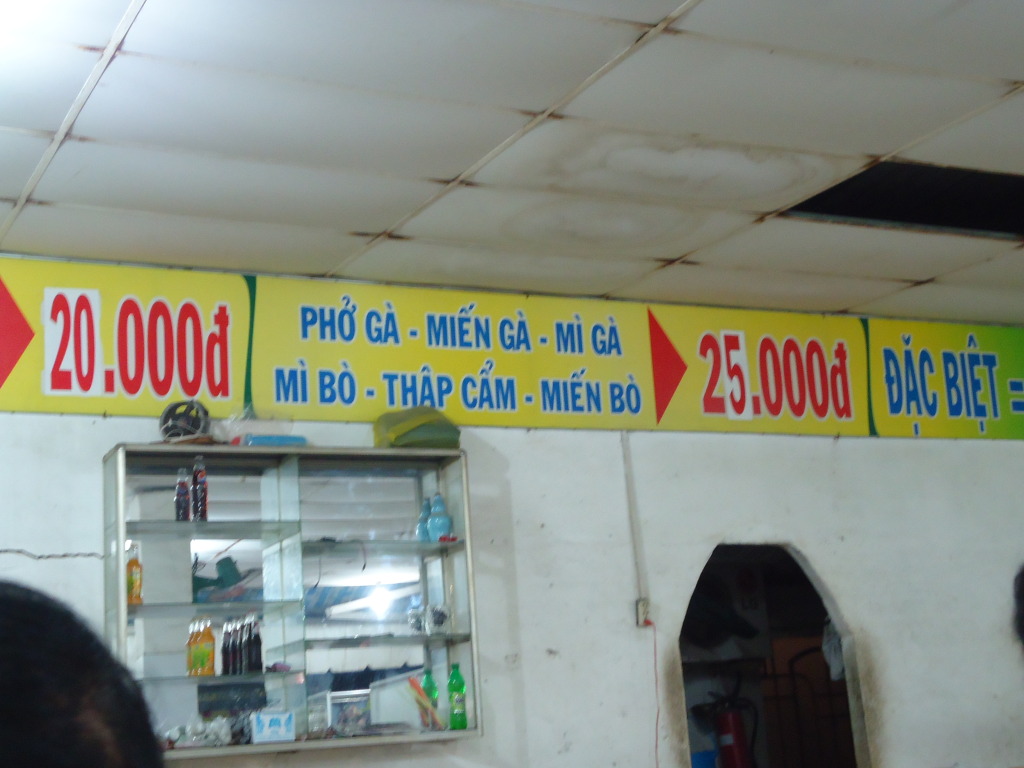 20.000đ
PHỞ GÀ - MIẾN GÀ - MÌ GÀ
MÌ BÒ - THẬP CẨM - MIẾN BÒ
25.000đ
ĐẶC BIỆT =